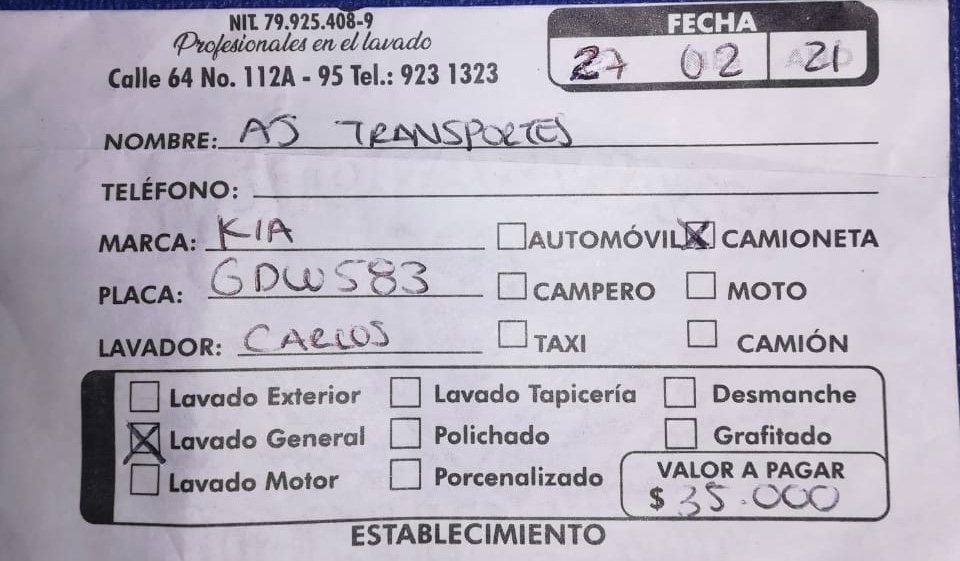 NIT. 79.925.408-9
Profesionales en el lavado
Calle 64 No. 112A - 95 Tel.: 923 1323
FECHA
27 02 21
NOMBRE: AJ TRANSPORTES
TELÉFONO:
MARCA: KIA AUTOMÓVIL X CAMIONETA
PLACA: GDW583 CAMPERO MOTO
LAVADOR: CARLOS TAXI CAMIÓN
Lavado Exterior Lavado Tapicería Desmanche
X Lavado General Polichado Grafitado
Lavado Motor Porcenalizado
VALOR A PAGAR
$ 35.000
ESTABLECIMIENTO